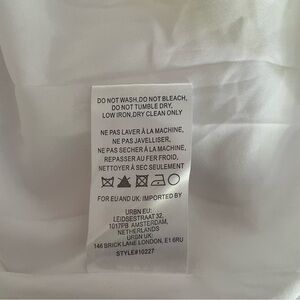 DO NOT WASH,DO NOT BLEACH,
DO NOT TUMBLE DRY,
LOW IRON,DRY CLEAN ONLY
NE PAS LAVER À LA MACHINE,
NE PAS JAVELLISER,
NE PAS SECHER À LA MACHINE,
REPASSER AU FER FROID,
NETTOYER À SEC SEULEMENT
FOR EU AND UK: IMPORTED BY
URBN EU:
LEIDSESTRAAT 32,
1017PB AMSTERDAM,
NETHERLANDS
URBN UK:
146 BRICK LANE LONDON, E1 6RU
STYLE#10227